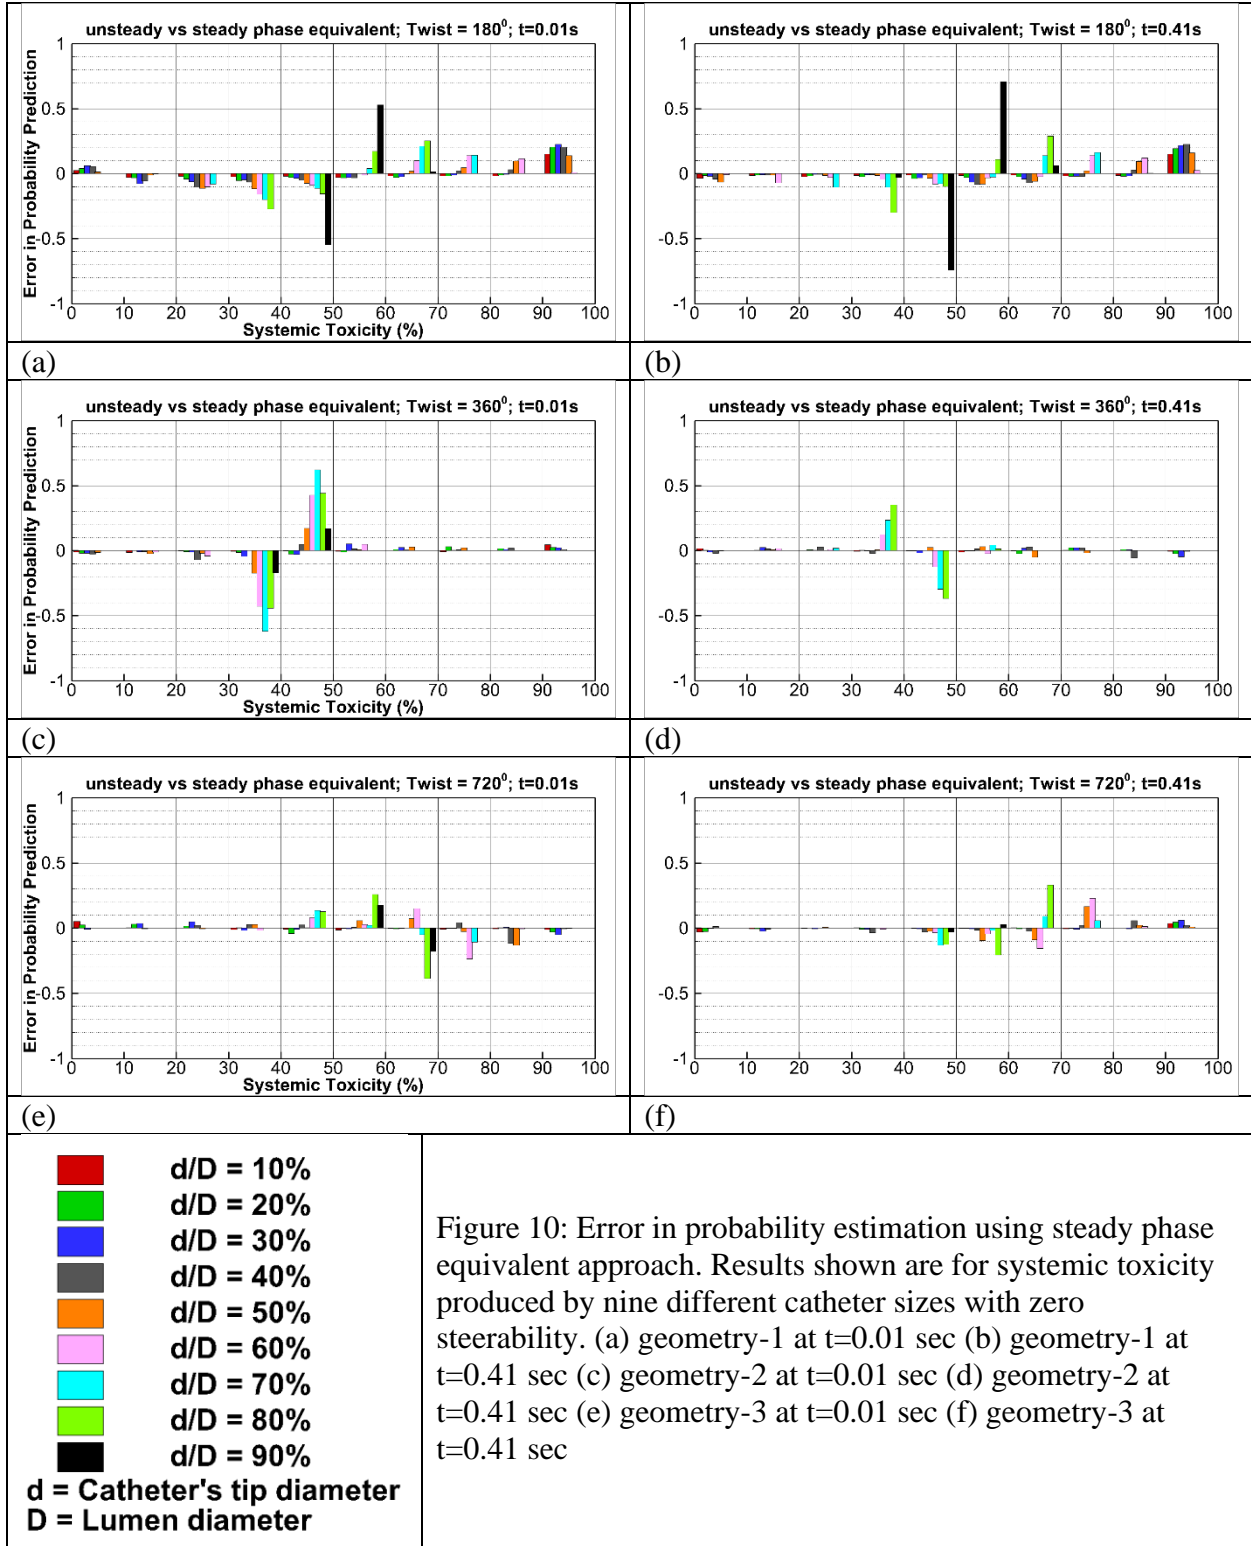 unsteady vs steady phase equivalent; Twist = 180⁰; t=0.01s
1
0.5
0
-0.5
-1
Error in Probability Prediction
0 10 20 30 40 50 60 70 80 90 100
Systemic Toxicity (%)
(a)
unsteady vs steady phase equivalent; Twist = 180⁰; t=0.41s
1
0.5
0
-0.5
-1
0 10 20 30 40 50 60 70 80 90 100
(b)
unsteady vs steady phase equivalent; Twist = 360⁰; t=0.01s
1
0.5
0
-0.5
-1
Error in Probability Prediction
0 10 20 30 40 50 60 70 80 90 100
Systemic Toxicity (%)
(c)
unsteady vs steady phase equivalent; Twist = 360⁰; t=0.41s
1
0.5
0
-0.5
-1
0 10 20 30 40 50 60 70 80 90 100
(d)
unsteady vs steady phase equivalent; Twist = 720⁰; t=0.01s
1
0.5
0
-0.5
-1
Error in Probability Prediction
0 10 20 30 40 50 60 70 80 90 100
Systemic Toxicity (%)
(e)
unsteady vs steady phase equivalent; Twist = 720⁰; t=0.41s
1
0.5
0
-0.5
-1
0 10 20 30 40 50 60 70 80 90 100
(f)
d/D = 10%
d/D = 20%
d/D = 30%
d/D = 40%
d/D = 50%
d/D = 60%
d/D = 70%
d/D = 80%
d/D = 90%
d = Catheter's tip diameter
D = Lumen diameter
Figure 10: Error in probability estimation using steady phase
equivalent approach. Results shown are for systemic toxicity
produced by nine different catheter sizes with zero
steerability. (a) geometry-1 at t=0.01 sec (b) geometry-1 at
t=0.41 sec (c) geometry-2 at t=0.01 sec (d) geometry-2 at
t=0.41 sec (e) geometry-3 at t=0.01 sec (f) geometry-3 at
t=0.41 sec